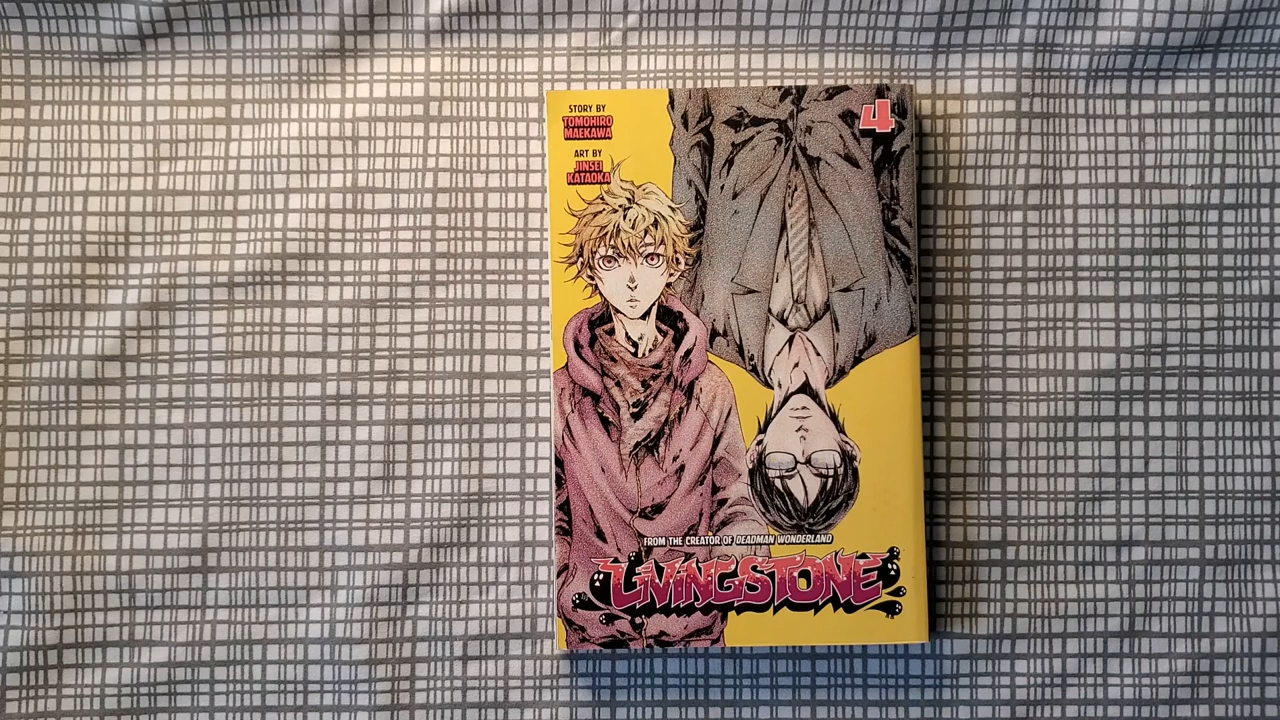 STORY BY
TOMOHIRO
MAEKAWA
ART BY
JINSEI
KATAOKA
4
FROM THE CREATOR OF DEADMAN WONDERLAND
LIVINGSTONE